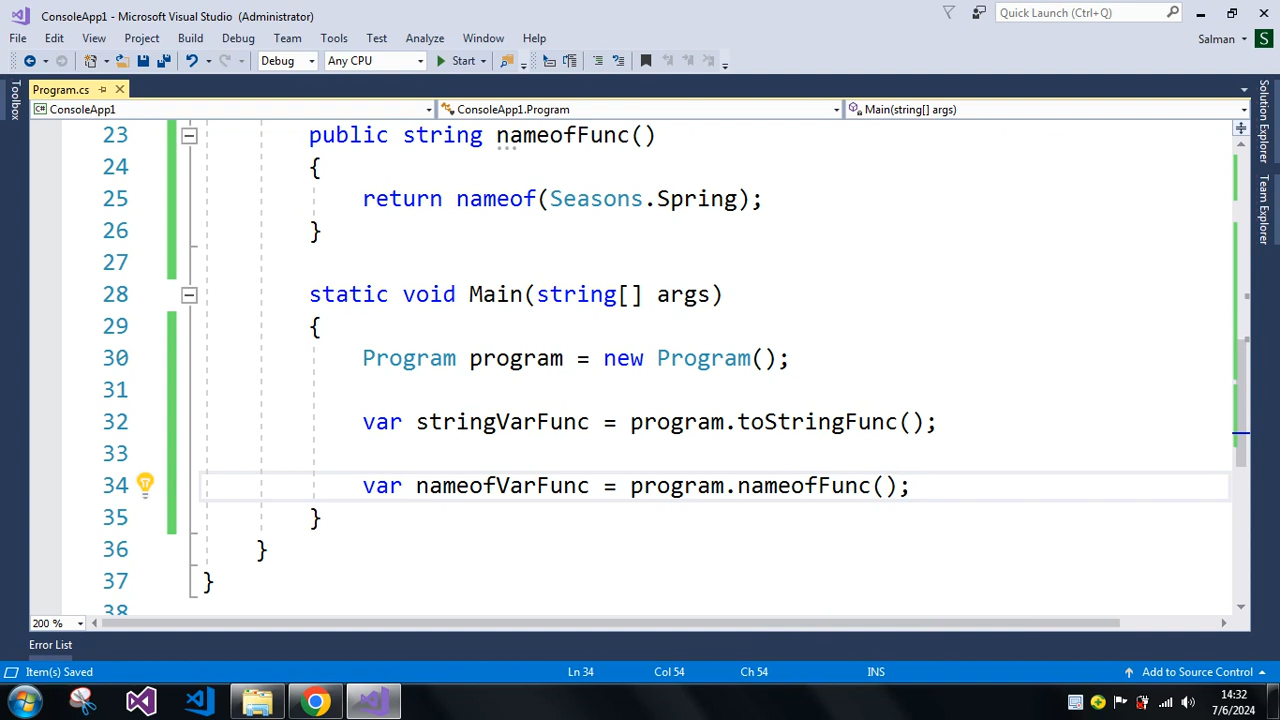 ConsoleApp1 - Microsoft Visual Studio (Administrator)
Quick Launch (Ctrl+Q)
File Edit View Project Build Debug Team Tools Test Analyze Window Help
Salman S
Debug Any CPU Start
Program.cs
ConsoleApp1 ConsoleApp1.Program Main(string[] args)
Toolbox
Solution Explorer
Team Explorer
23 public string nameofFunc()
24 {
25 return nameof(Seasons.Spring);
26 }
27
28 static void Main(string[] args)
29 {
30 Program program = new Program();
31
32 var stringVarFunc = program.toStringFunc();
33
34 var nameofVarFunc = program.nameofFunc();
35 }
36 }
37 }
38
200 %
Error List
Item(s) Saved Ln 34 Col 54 Ch 54 INS Add to Source Control
14:32
7/6/2024